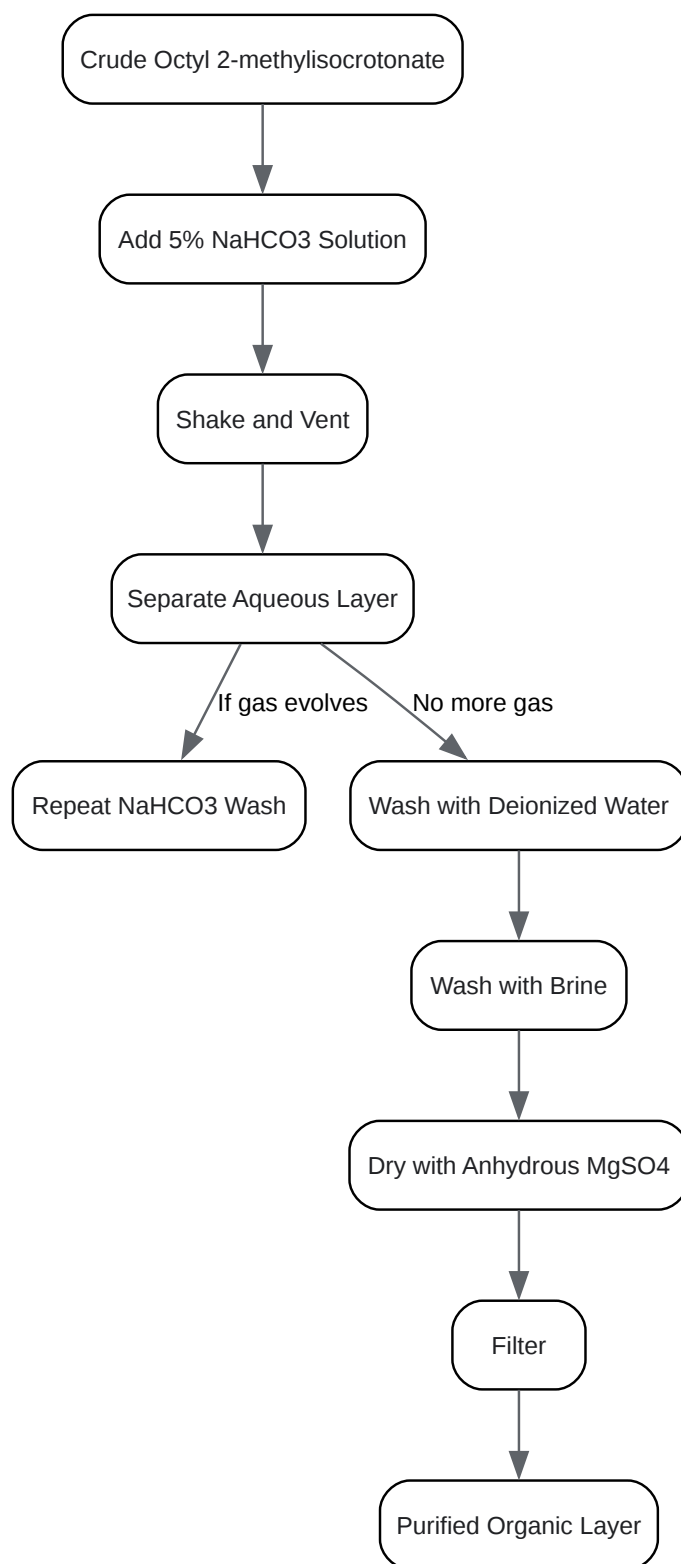 Crude Octyl 2-methylisocrotonate
Add 5% NaHCO3 Solution
Shake and Vent
Separate Aqueous Layer
If gas evolves
No more gas
Repeat NaHCO3 Wash
Wash with Deionized Water
Wash with Brine
Dry with Anhydrous MgSO4
Filter
Purified Organic Layer